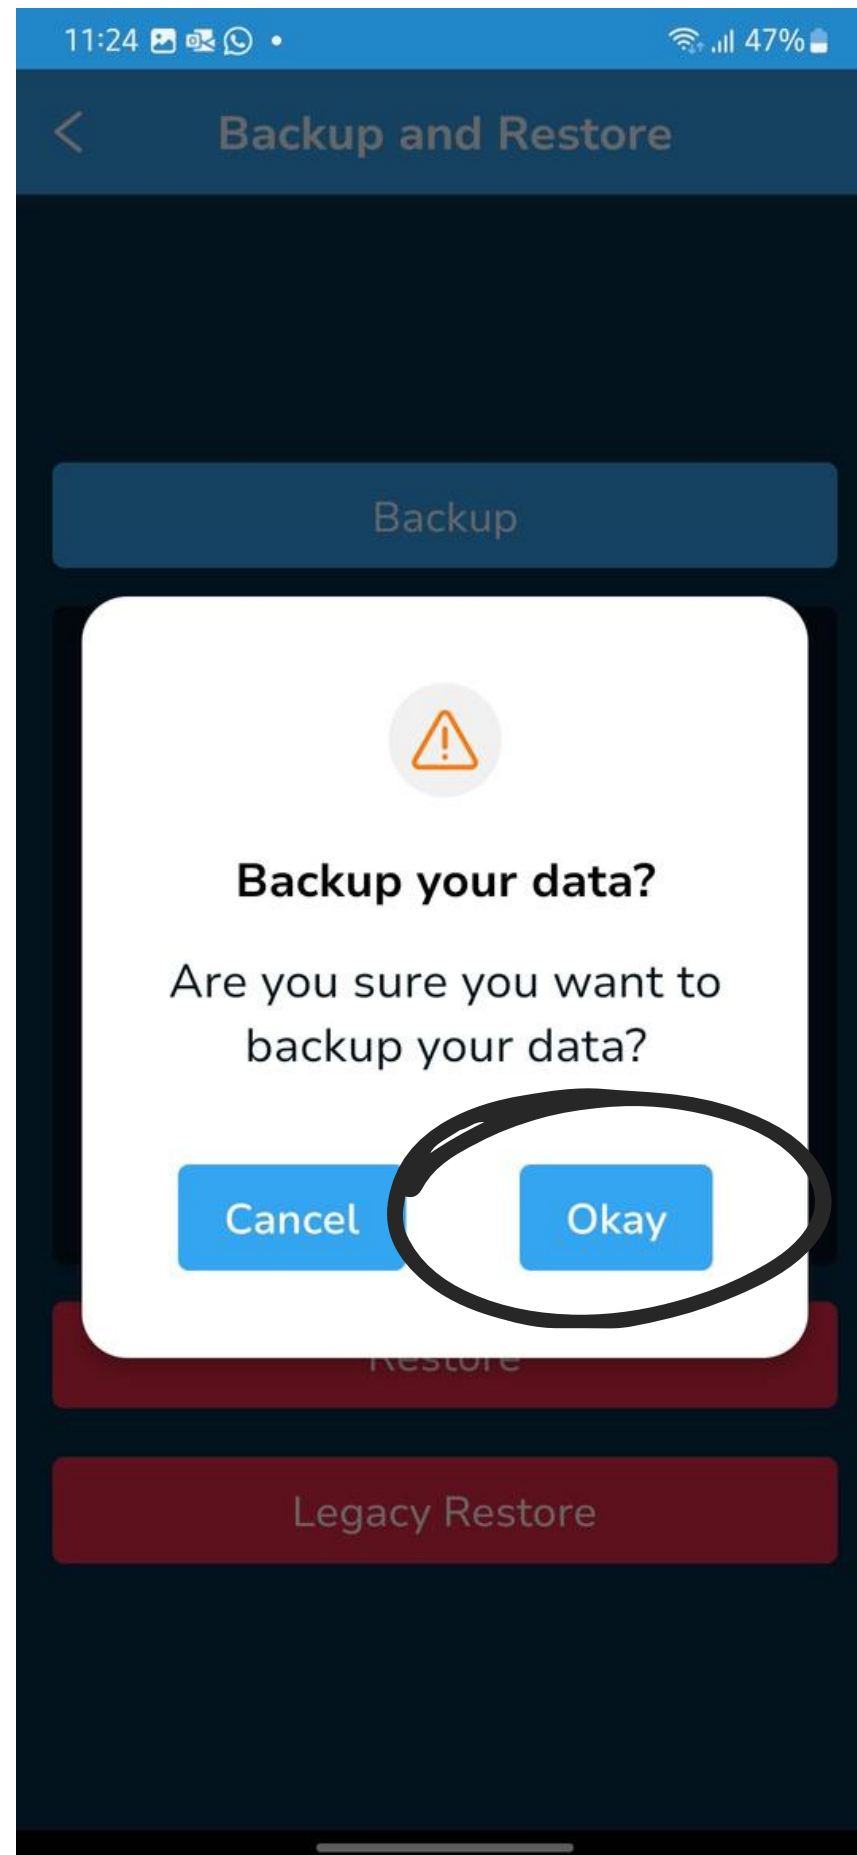 11:24
47%
Backup and Restore
Backup
Backup your data?
Are you sure you want to
backup your data?
Cancel
Okay
Restore
Legacy Restore